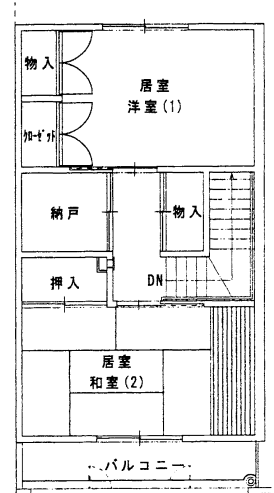 物入
居室
洋室(1)
クローゼット
納戸
物入
押入
DN
居室
和室(2)
バルコニー